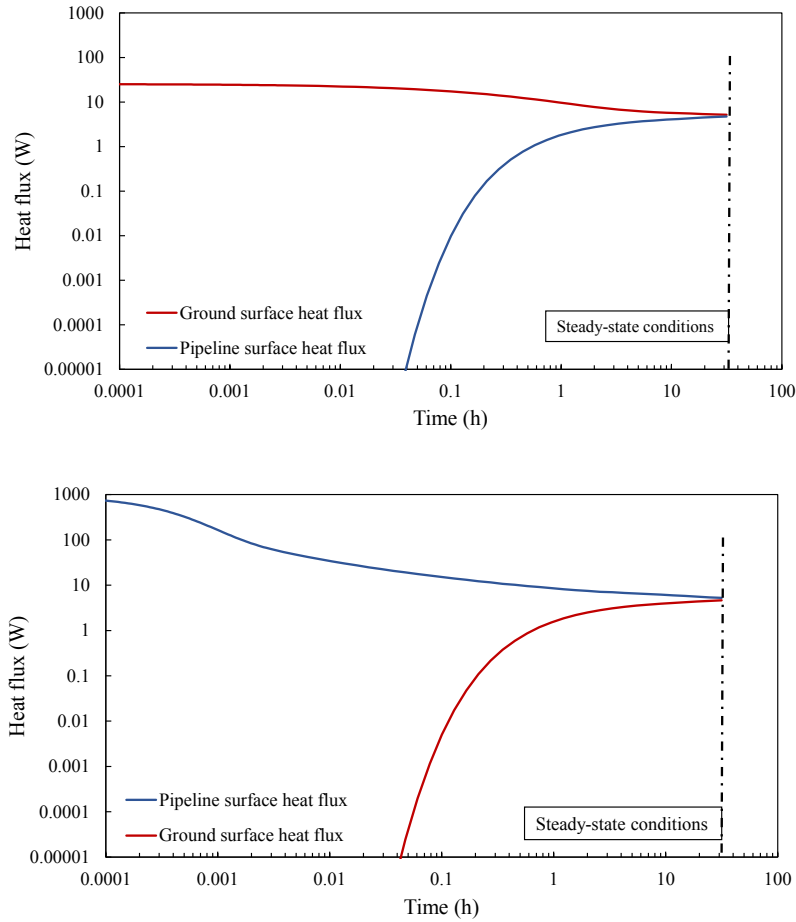 1000
100
10
1
0.1
0.01
0.001
0.0001
0.00001
Heat flux (W)
Ground surface heat flux
Pipeline surface heat flux
Steady-state conditions
0.0001 0.001 0.01 0.1 1 10 100
Time (h)
1000
100
10
1
0.1
0.01
0.001
0.0001
0.00001
Heat flux (W)
Pipeline surface heat flux
Ground surface heat flux
Steady-state conditions
0.0001 0.001 0.01 0.1 1 10 100
Time (h)